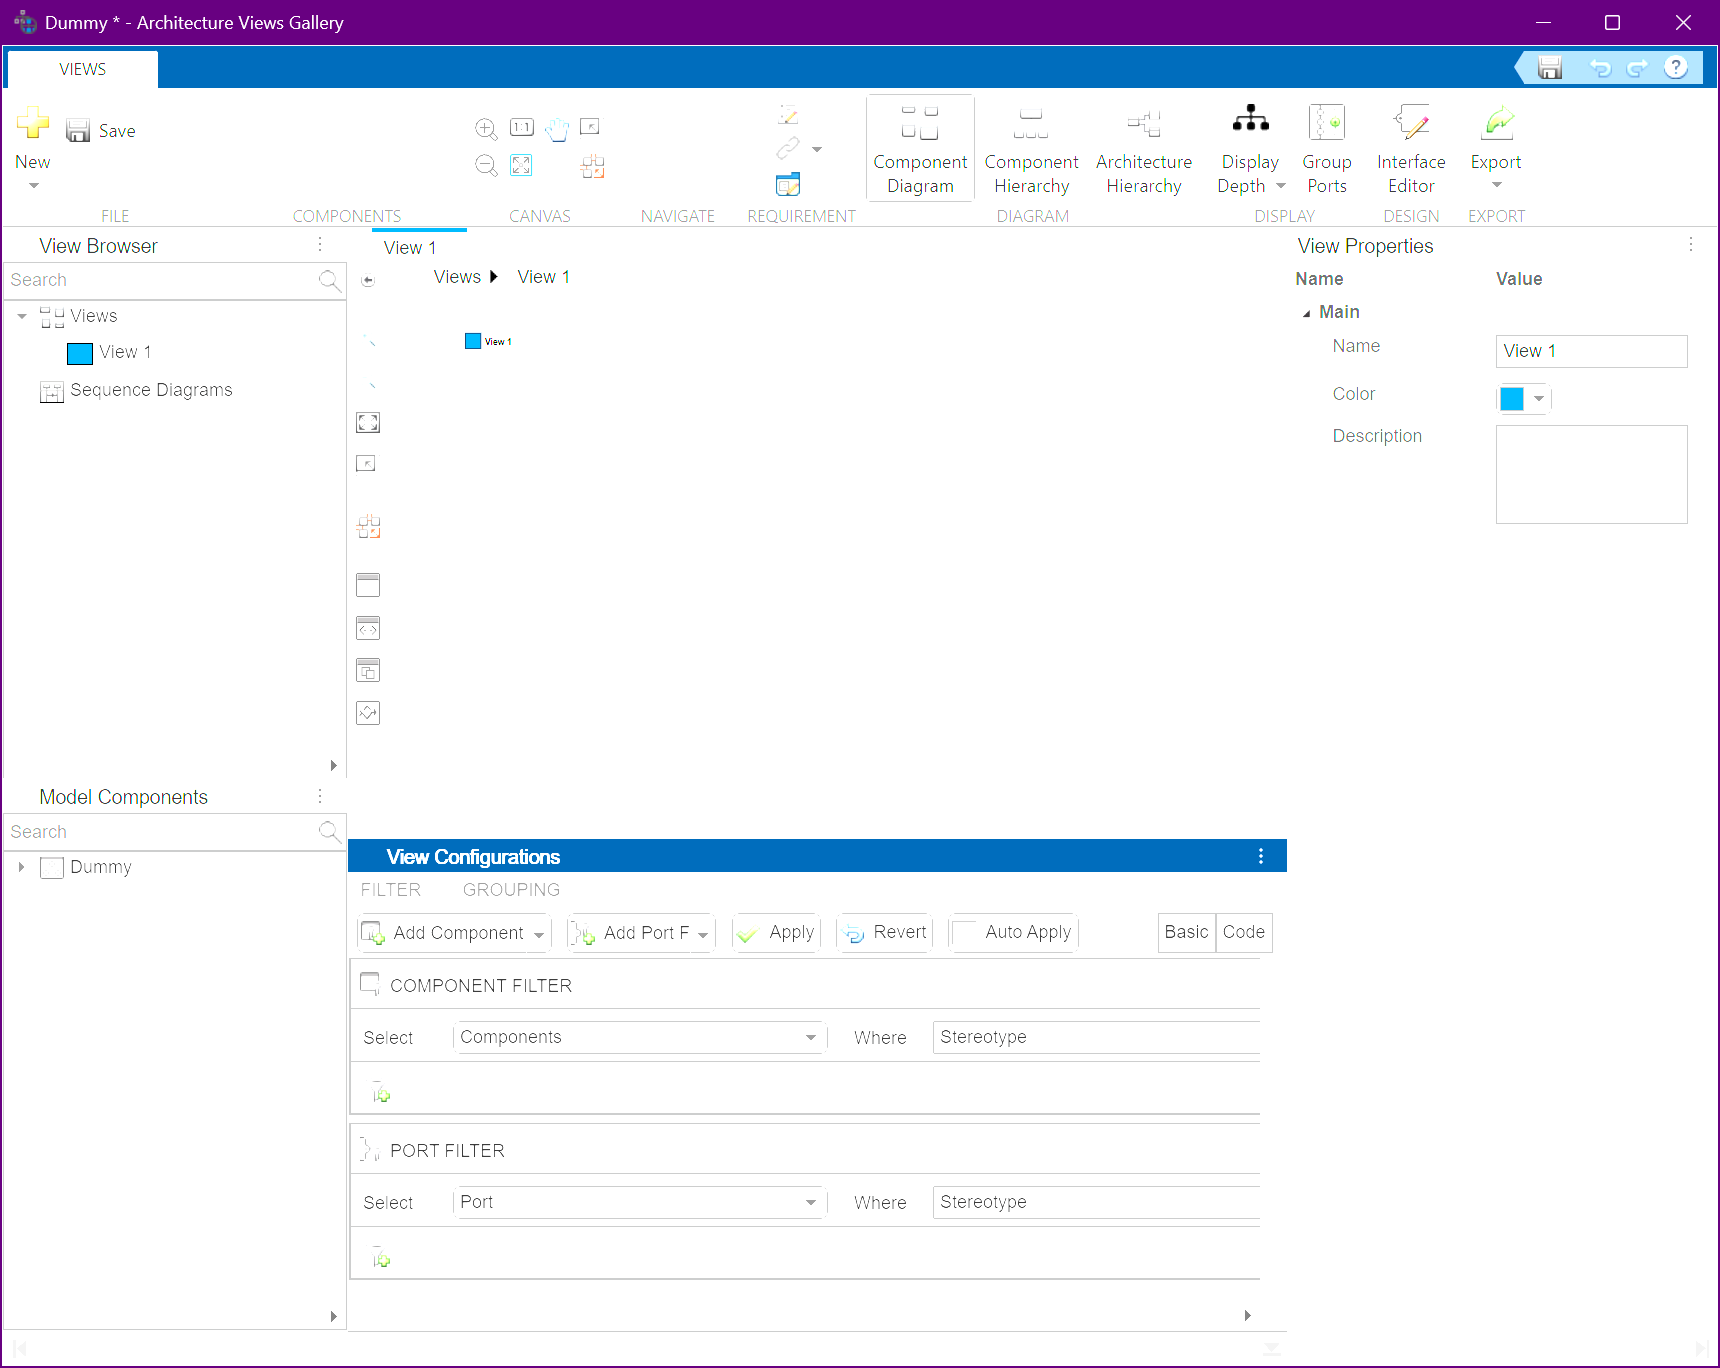 Dummy * - Architecture Views Gallery
VIEWS
?
New
Save
1:1
Component
Diagram
Component
Hierarchy
Architecture
Hierarchy
Display
Depth
Group
Ports
Interface
Editor
Export
FILE
COMPONENTS
CANVAS
NAVIGATE
REQUIREMENT
DIAGRAM
DISPLAY
DESIGN
EXPORT
View Browser
Search
Views
View 1
Sequence Diagrams
Model Components
Search
Dummy
View 1
Views
View 1
View 1
View Configurations
FILTER
GROUPING
Add Component
Add Port F
Apply
Revert
Auto Apply
Basic
Code
COMPONENT FILTER
Select
Components
Where
Stereotype
PORT FILTER
Select
Port
Where
Stereotype
View Properties
Name
Value
Main
Name
View 1
Color
Description